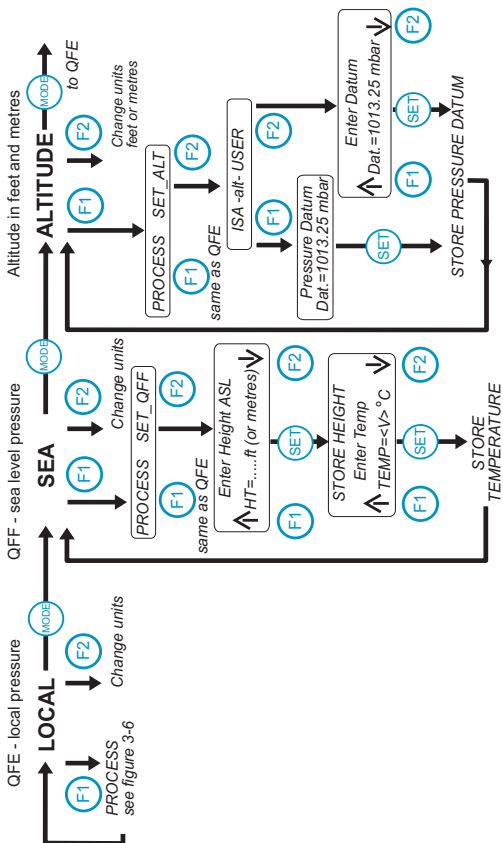 QFE - local pressure
LOCAL
MODE
F1
PROCESS
see figure 3-6
F2
Change units
QFF - sea level pressure
SEA
MODE
F1
F2
Change units
PROCESS SET_QFF
F1
same as QFE
F2
Enter Height ASL
HT=.....ft (or metres)
F1
SET
F2
STORE HEIGHT
Enter Temp
TEMP=<V>°C
F1
SET
F2
STORE
TEMPERATURE
Altitude in feet and metres
ALTITUDE
MODE
to QFE
F1
F2
Change units
feet or metres
PROCESS SET_ALT
F1
same as QFE
F2
ISA -alt- USER
F1
F2
Pressure Datum
Dat.=1013.25 mbar
SET
Enter Datum
Dat.=1013.25 mbar
F1
SET
F2
STORE PRESSURE DATUM